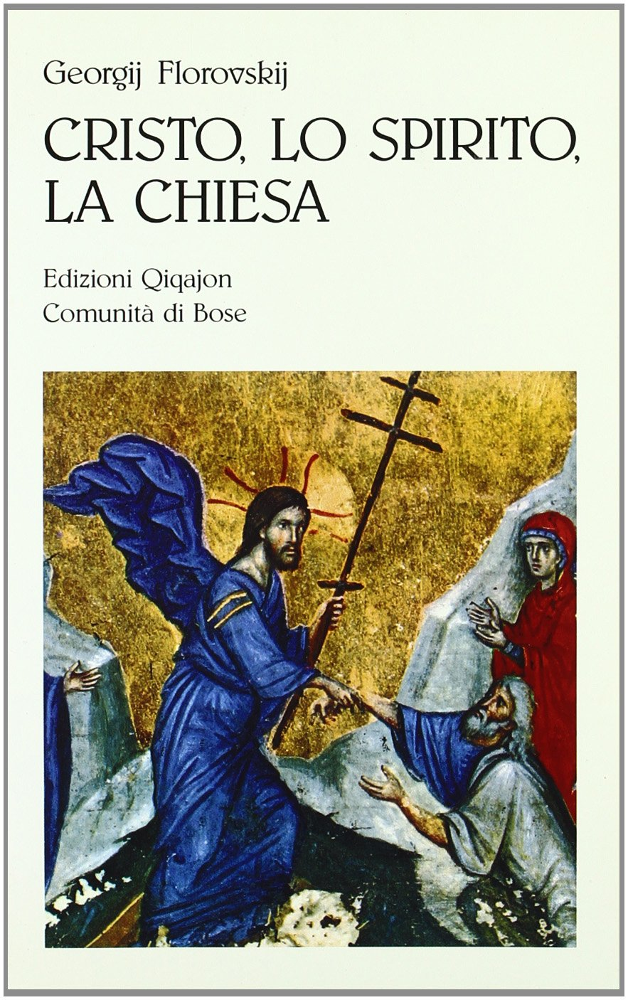 Georgij Florovskij
CRISTO, LO SPIRITO,
LA CHIESA
Edizioni Qiqajon
Comunità di Bose